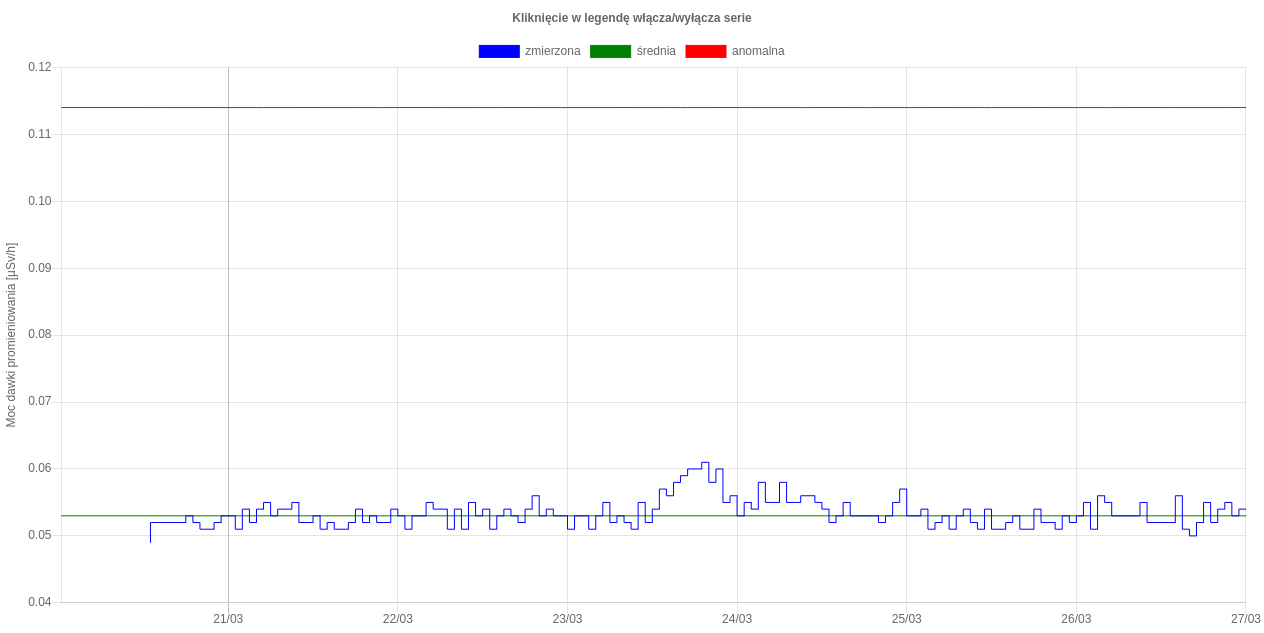 Kliknięcie w legendę włącza/wyłącza serie
zmierzona średnia anomalna
Moc dawki promieniowania [µSv/h]
0.12
0.11
0.10
0.09
0.08
0.07
0.06
0.05
0.04
21/03 22/03 23/03 24/03 25/03 26/03 27/03